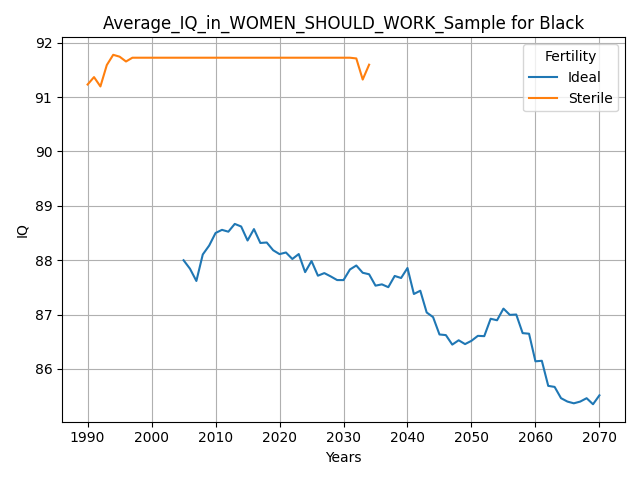 Average_IQ_in_WOMEN_SHOULD_WORK_Sample for Black
92
91
90
89
88
87
86
IQ
Fertility
Ideal
Sterile
1990 2000 2010 2020 2030 2040 2050 2060 2070
Years